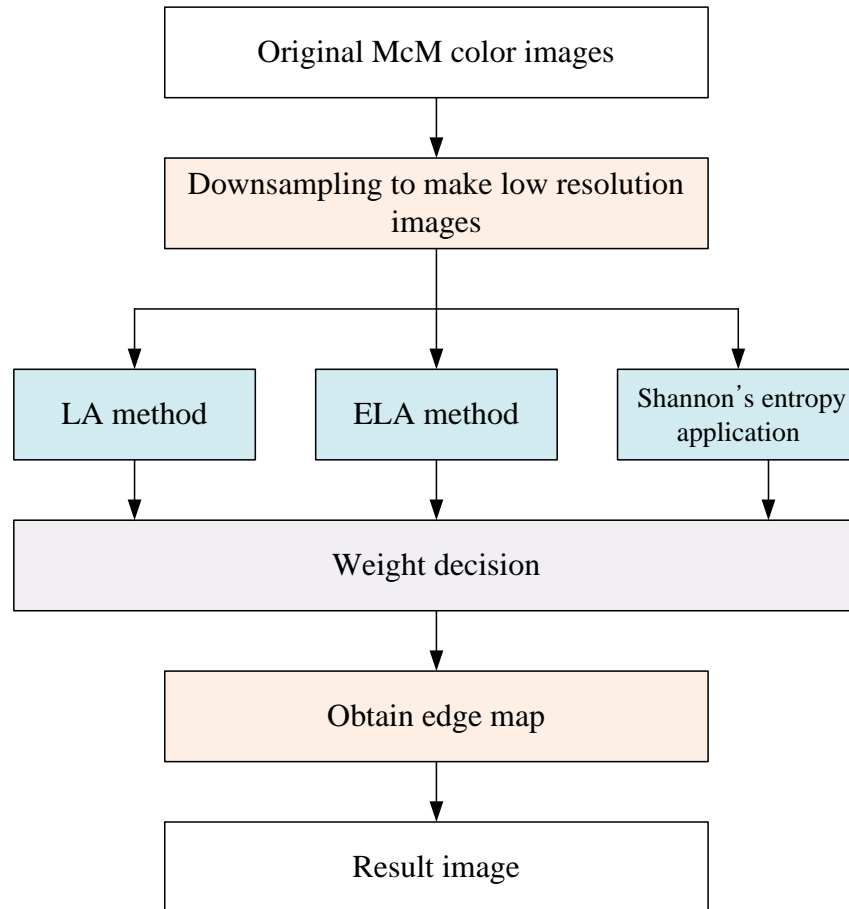 Original McM color images
Downsampling to make low resolution
images
LA method
ELA method
Shannon’s entropy
application
Weight decision
Obtain edge map
Result image